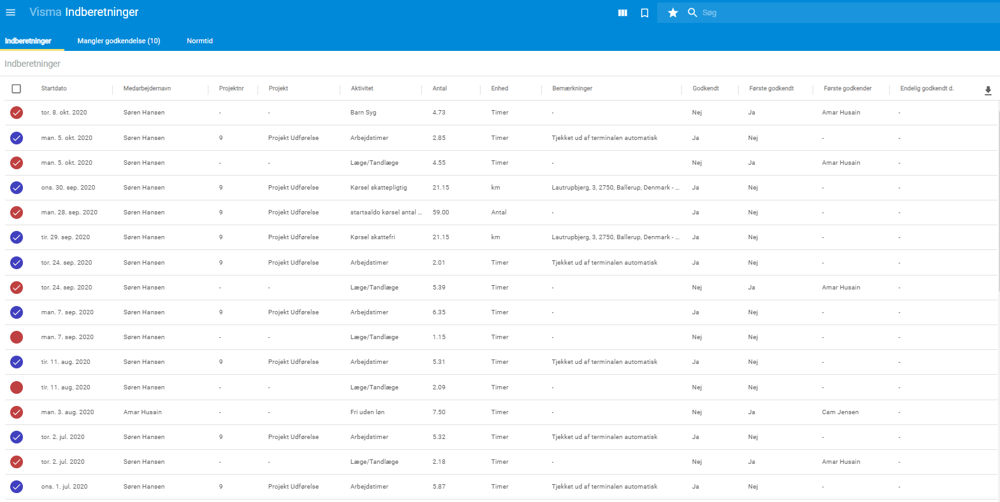 Visma Indberetninger
Søg
Indberetninger Mangler godkendelse (10) Normtid
Indberetninger
Startdato Medarbejdernavn Projektnr Projekt Aktivitet Antal Enhed Bemærkninger Godkendt Første godkendt Første godkender Endelig godkendt d.
tor. 8. okt. 2020 Søren Hansen - - Barn Syg 4.73 Timer - Nej Ja Amar Husain -
man. 5. okt. 2020 Søren Hansen 9 Projekt Udførelse Arbejdstimer 2.85 Timer Tjekket ud af terminalen automatisk Ja Nej - -
man. 5. okt. 2020 Søren Hansen - - Læge/Tandlæge 4.55 Timer - Nej Ja Amar Husain -
ons. 30. sep. 2020 Søren Hansen 9 Projekt Udførelse Kørsel skattepligtig 21.15 km Lautrupbjerg, 3, 2750, Ballerup, Denmark - ... Ja Nej - -
man. 28. sep. 2020 Søren Hansen 9 Projekt Udførelse startsaldo kørsel antal ... 59.00 Antal - Ja Nej - -
tir. 29. sep. 2020 Søren Hansen 9 Projekt Udførelse Kørsel skattefri 21.15 km Lautrupbjerg, 3, 2750, Ballerup, Denmark - ... Ja Nej - -
tor. 24. sep. 2020 Søren Hansen 9 Projekt Udførelse Arbejdstimer 2.01 Timer Tjekket ud af terminalen automatisk Ja Nej - -
tor. 24. sep. 2020 Søren Hansen - - Læge/Tandlæge 5.39 Timer - Nej Ja Amar Husain -
man. 7. sep. 2020 Søren Hansen 9 Projekt Udførelse Arbejdstimer 6.35 Timer - Ja Nej - -
man. 7. sep. 2020 Søren Hansen - - Læge/Tandlæge 1.15 Timer - Nej Nej - -
tir. 11. aug. 2020 Søren Hansen 9 Projekt Udførelse Arbejdstimer 5.31 Timer Tjekket ud af terminalen automatisk Ja Nej - -
tir. 11. aug. 2020 Søren Hansen - - Læge/Tandlæge 2.09 Timer - Nej Nej - -
man. 3. aug. 2020 Amar Husain - - Fri uden løn 7.50 Timer - Nej Ja Cam Jensen -
tor. 2. jul. 2020 Søren Hansen 9 Projekt Udførelse Arbejdstimer 5.32 Timer Tjekket ud af terminalen automatisk Ja Nej - -
tor. 2. jul. 2020 Søren Hansen - - Læge/Tandlæge 2.18 Timer - Nej Ja Amar Husain -
ons. 1. jul. 2020 Søren Hansen 9 Projekt Udførelse Arbejdstimer 5.87 Timer Tjekket ud af terminalen automatisk Ja Nej - -